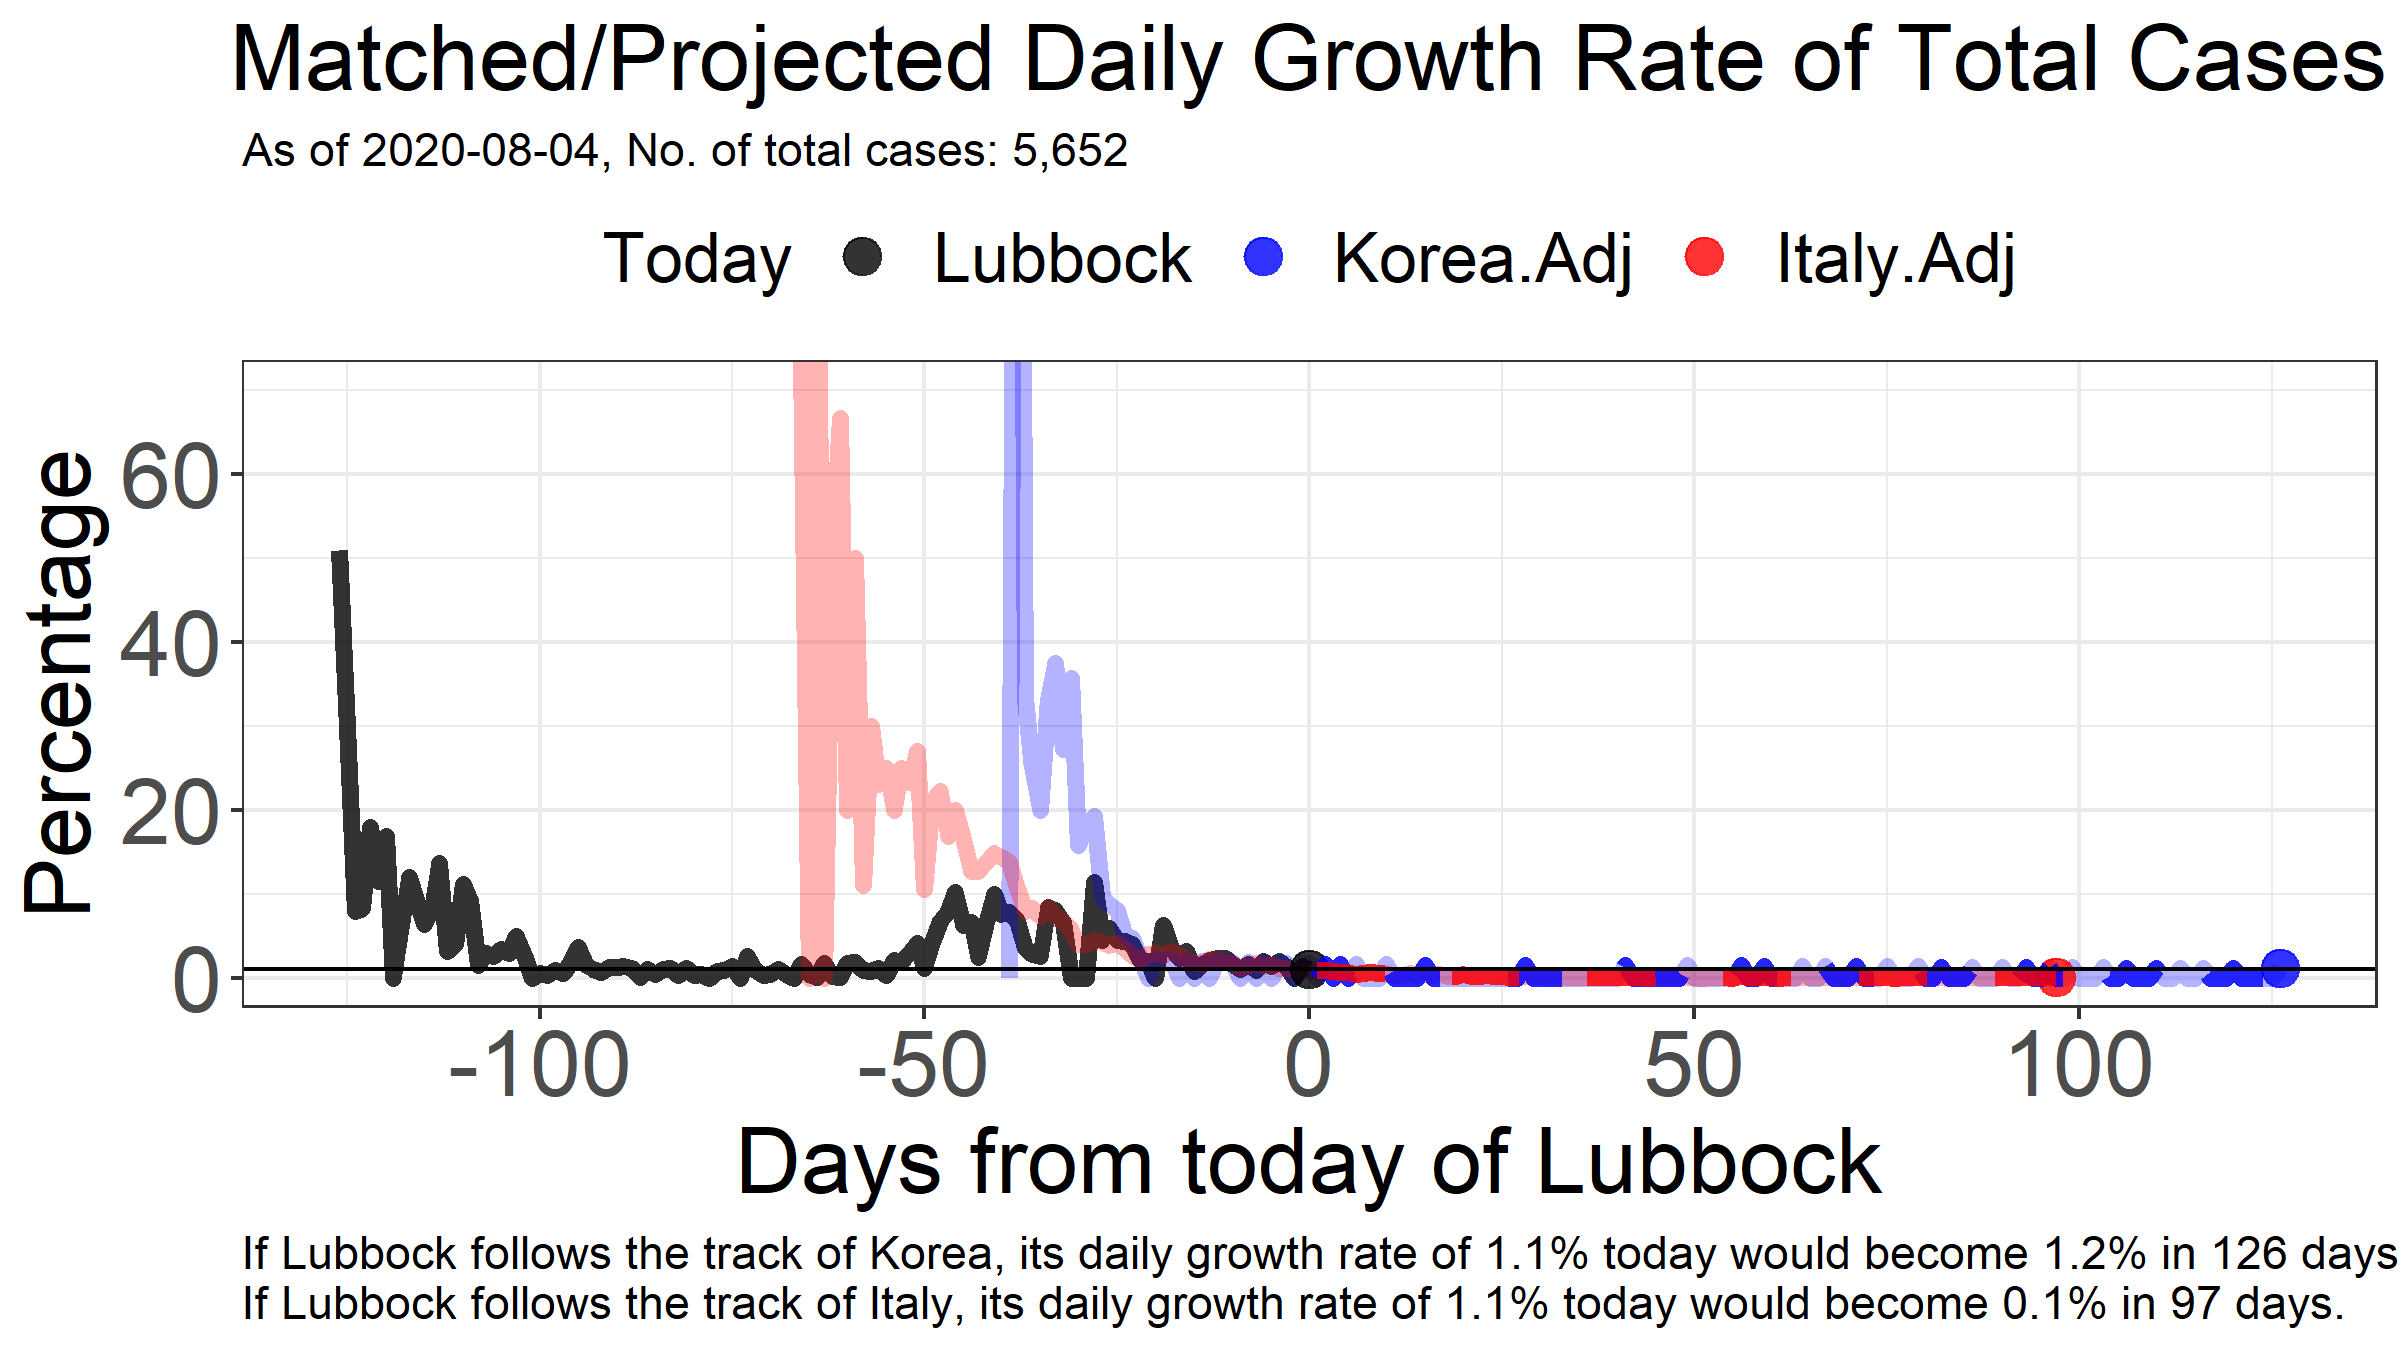 Matched/Projected Daily Growth Rate of Total Cases
As of 2020-08-04, No. of total cases: 5,652
Today Lubbock Korea.Adj Italy.Adj
Percentage
60
40
20
0
-100 -50 0 50 100
Days from today of Lubbock
If Lubbock follows the track of Korea, its daily growth rate of 1.1% today would become 1.2% in 126 days
If Lubbock follows the track of Italy, its daily growth rate of 1.1% today would become 0.1% in 97 days.